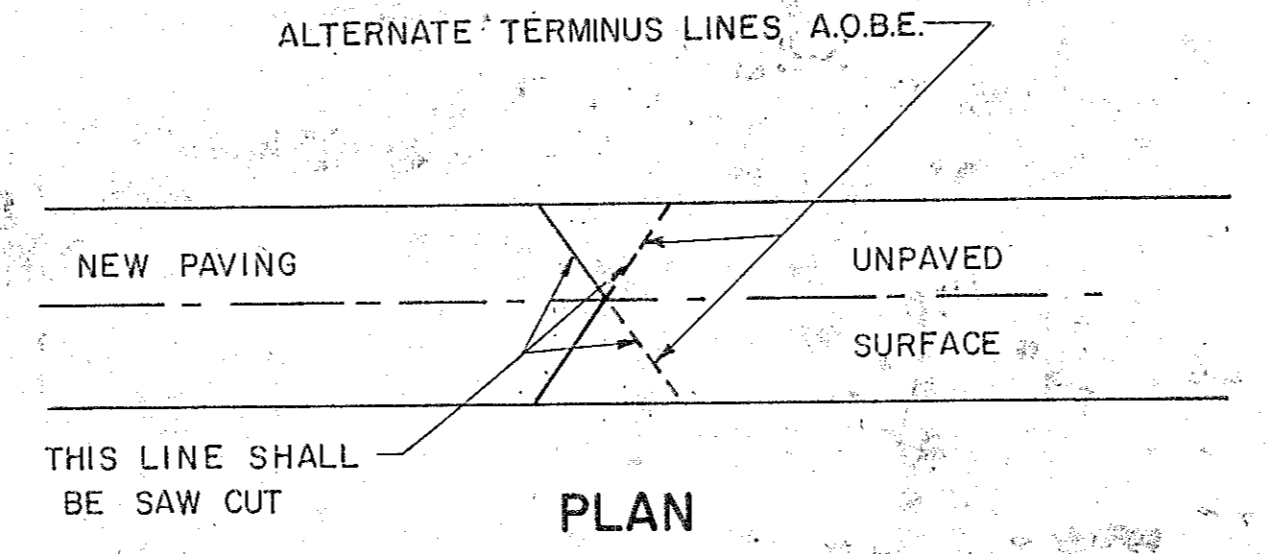 ALTERNATE TERMINUS LINES A.O.B.E.
NEW PAVING
UNPAVED
SURFACE
THIS LINE SHALL
BE SAW CUT
PLAN